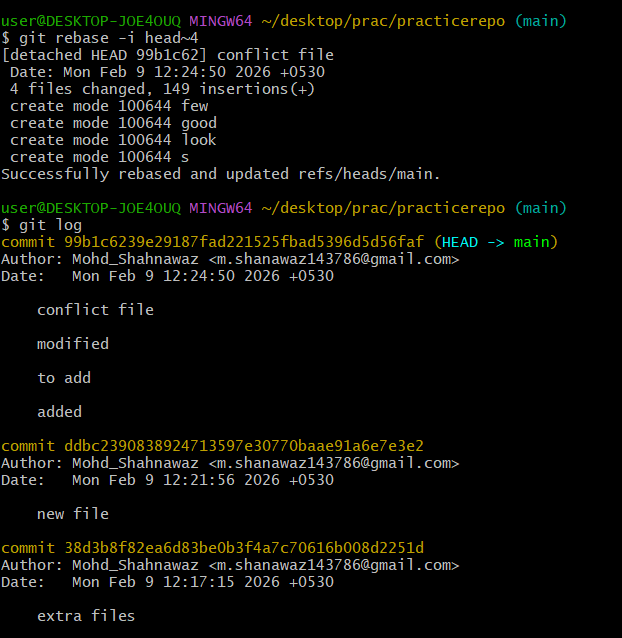 user@DESKTOP-JOE4OUQ MINGW64 ~/desktop/prac/practicerepo (main)
$ git rebase -i head~4
[detached HEAD 99b1c62] conflict file
 Date: Mon Feb 9 12:24:50 2026 +0530
 4 files changed, 149 insertions(+)
 create mode 100644 few
 create mode 100644 good
 create mode 100644 look
 create mode 100644 s
Successfully rebased and updated refs/heads/main.

user@DESKTOP-JOE4OUQ MINGW64 ~/desktop/prac/practicerepo (main)
$ git log
commit 99b1c6239e29187fad221525fbad5396d5d56faf (HEAD -> main)
Author: Mohd_Shahnawaz <m.shanawaz143786@gmail.com>
Date:   Mon Feb 9 12:24:50 2026 +0530

    conflict file

    modified

    to add

    added

commit ddbc2390838924713597e30770baae91a6e7e3e2
Author: Mohd_Shahnawaz <m.shanawaz143786@gmail.com>
Date:   Mon Feb 9 12:21:56 2026 +0530

    new file

commit 38d3b8f82ea6d83be0b3f4a7c70616b008d2251d
Author: Mohd_Shahnawaz <m.shanawaz143786@gmail.com>
Date:   Mon Feb 9 12:17:15 2026 +0530

    extra files